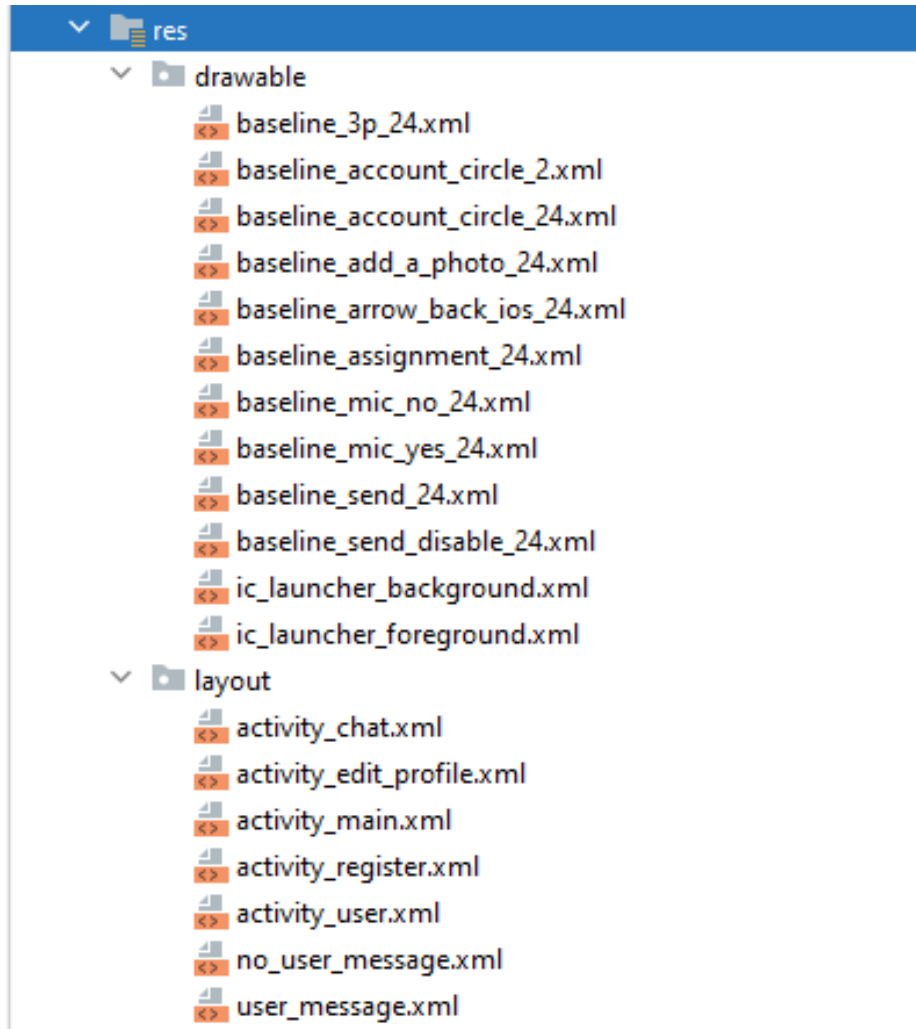 res
drawable
baseline_3p_24.xml
baseline_account_circle_2.xml
baseline_account_circle_24.xml
baseline_add_a_photo_24.xml
baseline_arrow_back_ios_24.xml
baseline_assignment_24.xml
baseline_mic_no_24.xml
baseline_mic_yes_24.xml
baseline_send_24.xml
baseline_send_disable_24.xml
ic_launcher_background.xml
ic_launcher_foreground.xml
layout
activity_chat.xml
activity_edit_profile.xml
activity_main.xml
activity_register.xml
activity_user.xml
no_user_message.xml
user_message.xml